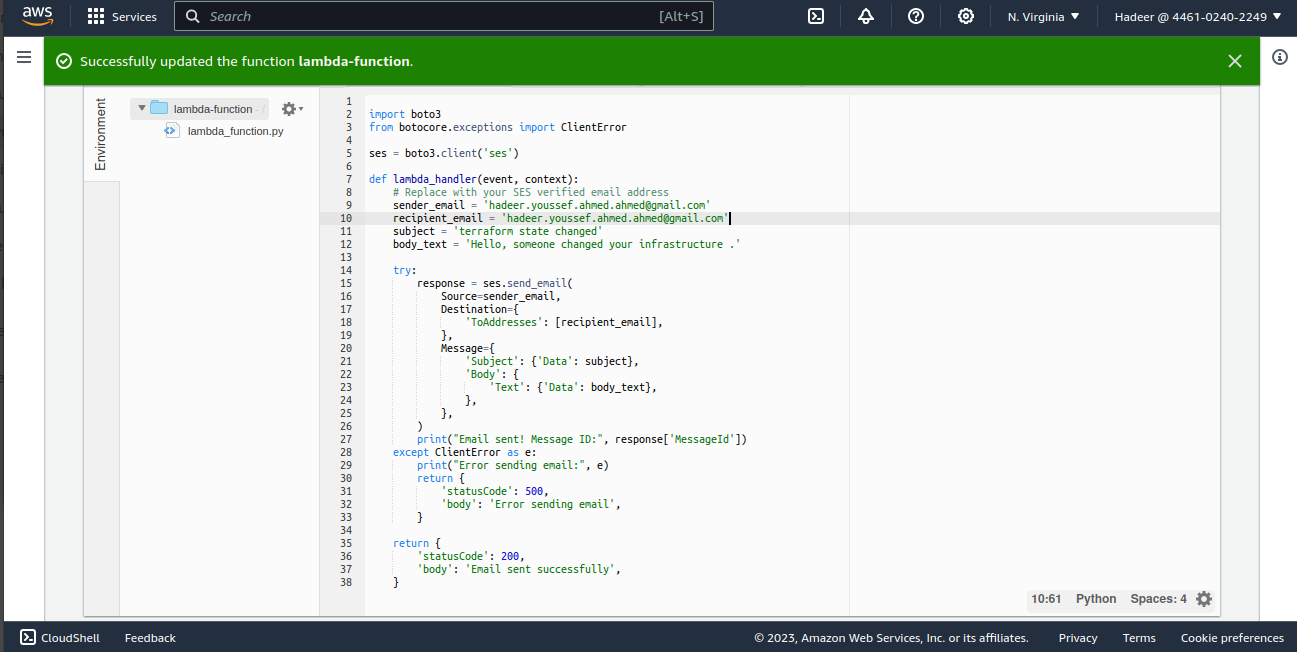 aws Services Search [Alt+S] N. Virginia Hadeer @ 4461-0240-2249
Successfully updated the function lambda-function.
Environment
lambda-function - /
lambda_function.py
1
2 import boto3
3 from botocore.exceptions import ClientError
4
5 ses = boto3.client('ses')
6
7 def lambda_handler(event, context):
8     # Replace with your SES verified email address
9     sender_email = 'hadeer.youssef.ahmed.ahmed@gmail.com'
10     recipient_email = 'hadeer.youssef.ahmed.ahmed@gmail.com'
11     subject = 'terraform state changed'
12     body_text = 'Hello, someone changed your infrastructure .'
13
14     try:
15         response = ses.send_email(
16             Source=sender_email,
17             Destination={
18                 'ToAddresses': [recipient_email],
19             },
20             Message={
21                 'Subject': {'Data': subject},
22                 'Body': {
23                     'Text': {'Data': body_text},
24                 },
25             },
26         )
27         print("Email sent! Message ID:", response['MessageId'])
28     except ClientError as e:
29         print("Error sending email:", e)
30         return {
31             'statusCode': 500,
32             'body': 'Error sending email',
33         }
34
35     return {
36         'statusCode': 200,
37         'body': 'Email sent successfully',
38     }
10:61 Python Spaces: 4
CloudShell Feedback © 2023, Amazon Web Services, Inc. or its affiliates. Privacy Terms Cookie preferences